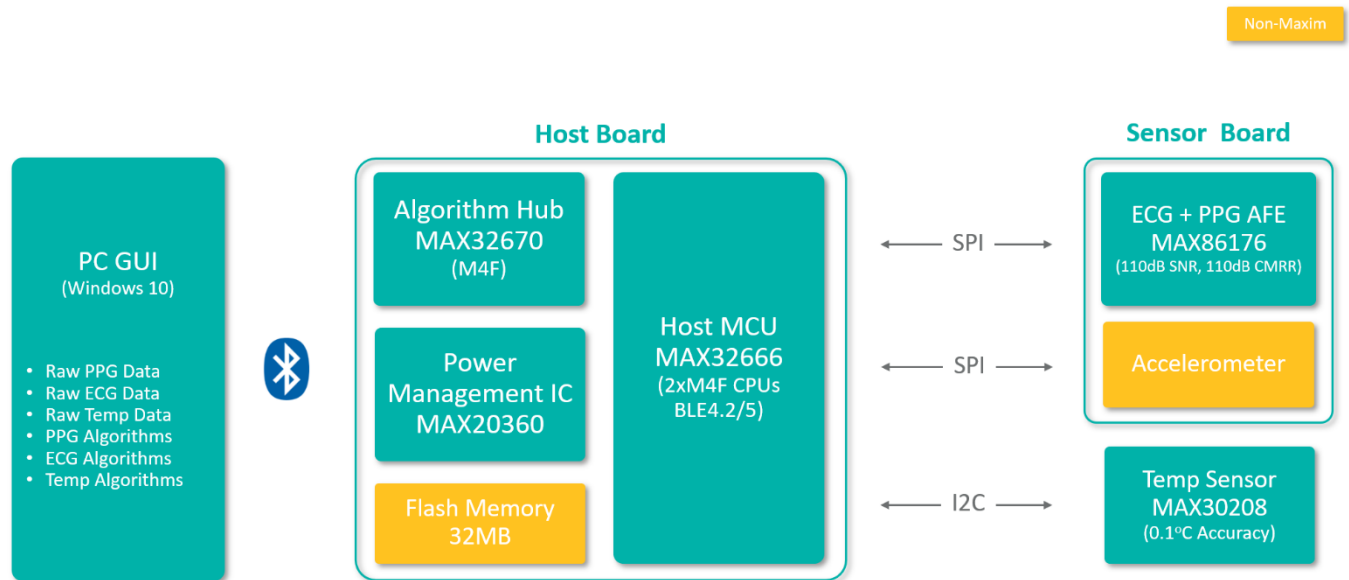 Non-Maxim
Host Board
Sensor Board
PC GUI
(Windows 10)
• Raw PPG Data
• Raw ECG Data
• Raw Temp Data
• PPG Algorithms
• ECG Algorithms
• Temp Algorithms
Algorithm Hub
MAX32670
(M4F)
Power
Management IC
MAX20360
Flash Memory
32MB
Host MCU
MAX32666
(2xM4F CPUs
BLE4.2/5)
SPI
SPI
I2C
ECG + PPG AFE
MAX86176
(110dB SNR, 110dB CMRR)
Accelerometer
Temp Sensor
MAX30208
(0.1°C Accuracy)